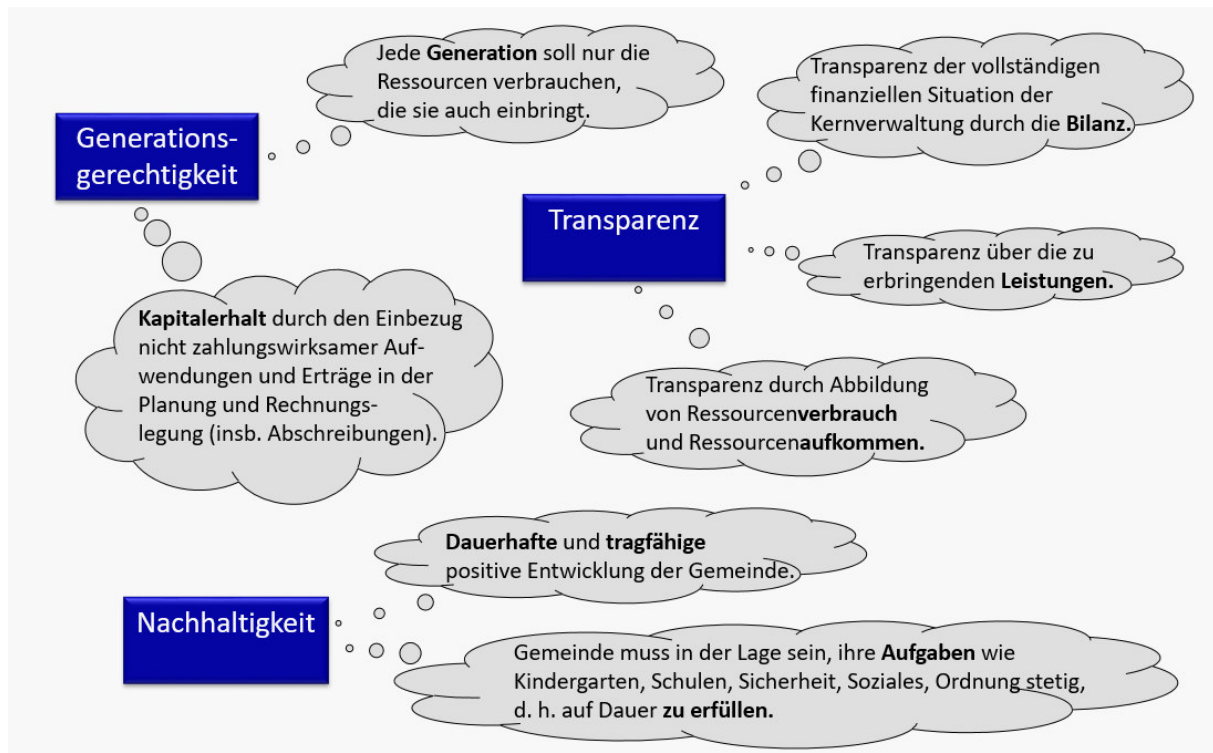 Jede Generation soll nur die
Ressourcen verbrauchen,
die sie auch einbringt.
Generations-
gerechtigkeit
Kapitalerhalt durch den Einbezug
nicht zahlungswirksamer Auf-
wendungen und Erträge in der
Planung und Rechnungs-
legung (insb. Abschreibungen).
Transparenz der vollständigen
finanziellen Situation der
Kernverwaltung durch die Bilanz.
Transparenz
Transparenz über die zu
erbringenden Leistungen.
Transparenz durch Abbildung
von Ressourcenverbrauch
und Ressourcenaufkommen.
Dauerhafte und tragfähige
positive Entwicklung der Gemeinde.
Nachhaltigkeit
Gemeinde muss in der Lage sein, ihre Aufgaben wie
Kindergarten, Schulen, Sicherheit, Soziales, Ordnung stetig,
d. h. auf Dauer zu erfüllen.